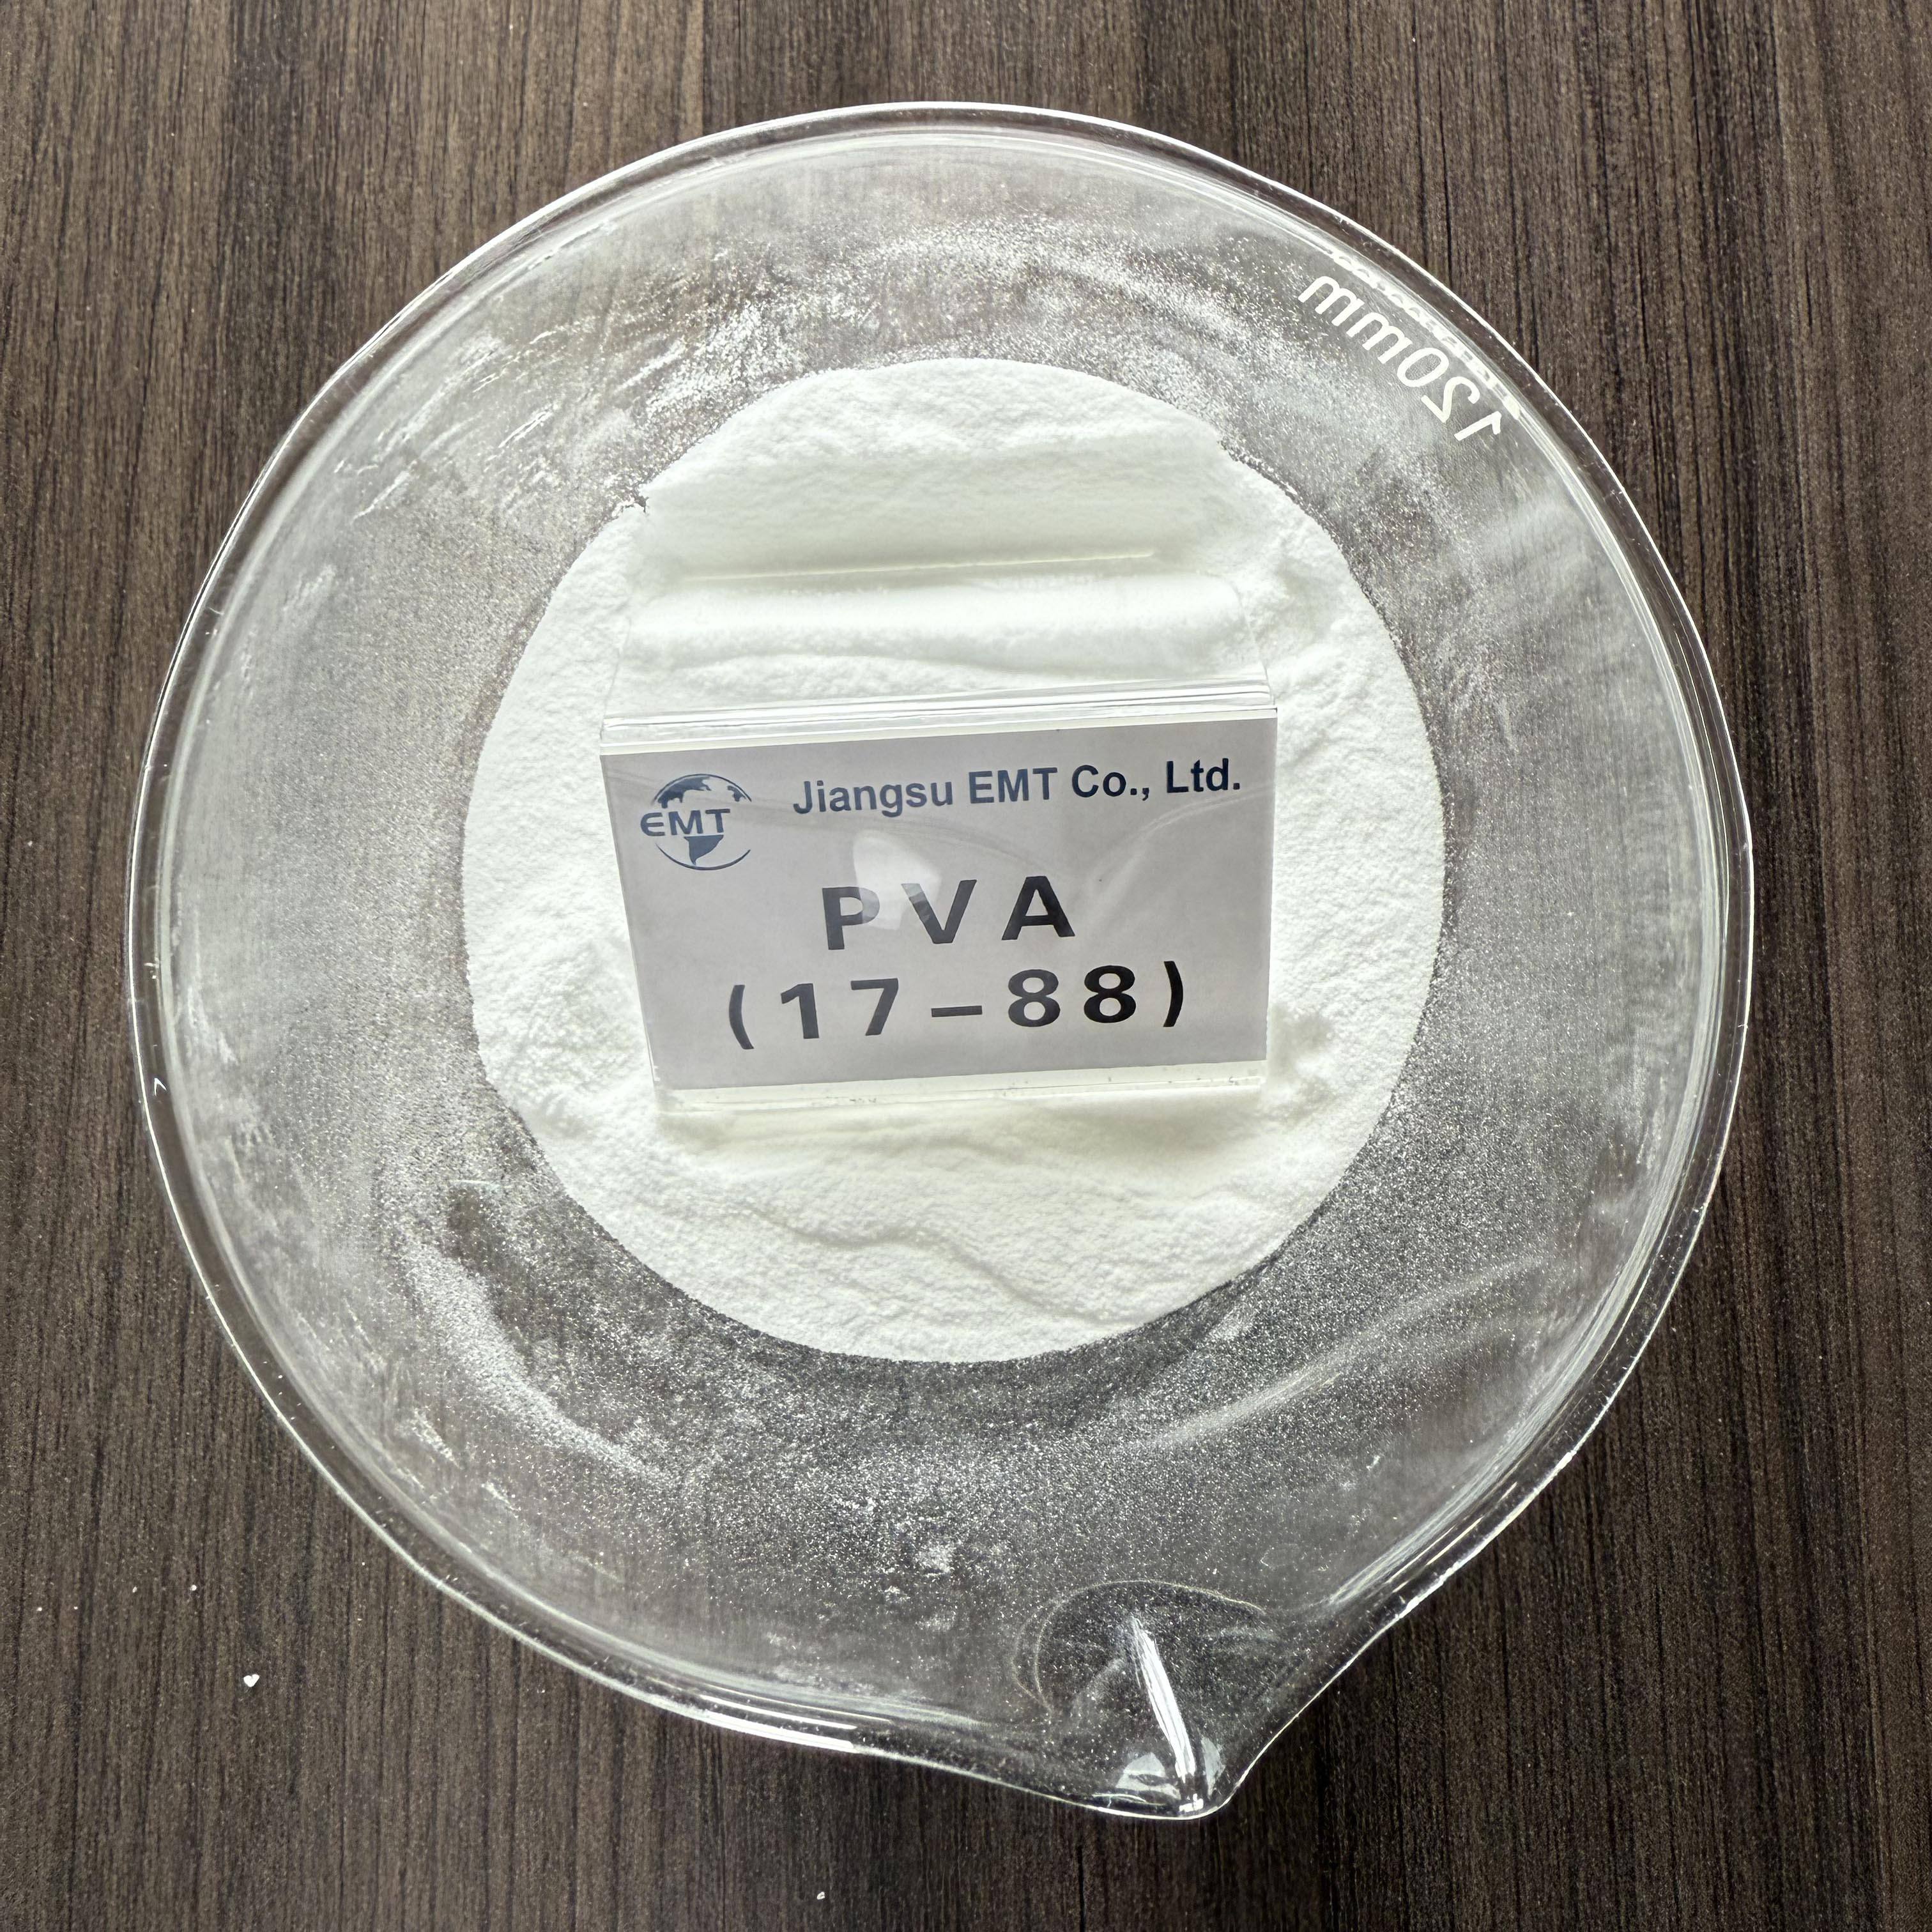 120mm
EMT
Jiangsu EMT Co., Ltd.
PVA
(17-88)